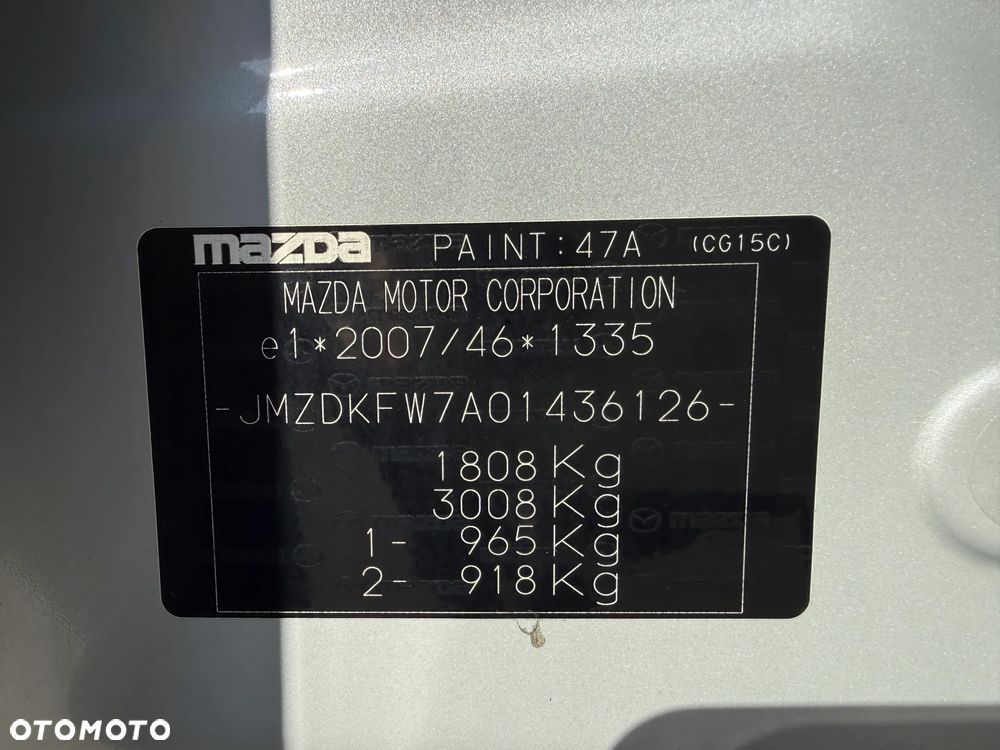 mazDa PAINT:47A (CG15C)
MAZDA MOTOR CORPORATION
e1*2007/46*1335
-JMZDKFW7A01436126-
1808Kg
3008Kg
1- 965Kg
2- 918Kg
OTOMOTO